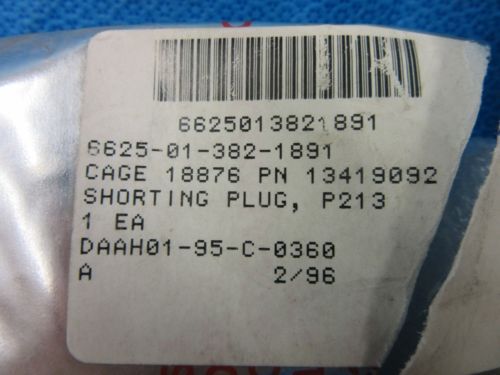 6625013821891
6625-01-382-1891
CAGE 18876 PN 13419092
SHORTING PLUG, P213
1 EA
DAAH01-95-C-0360
A 2/96